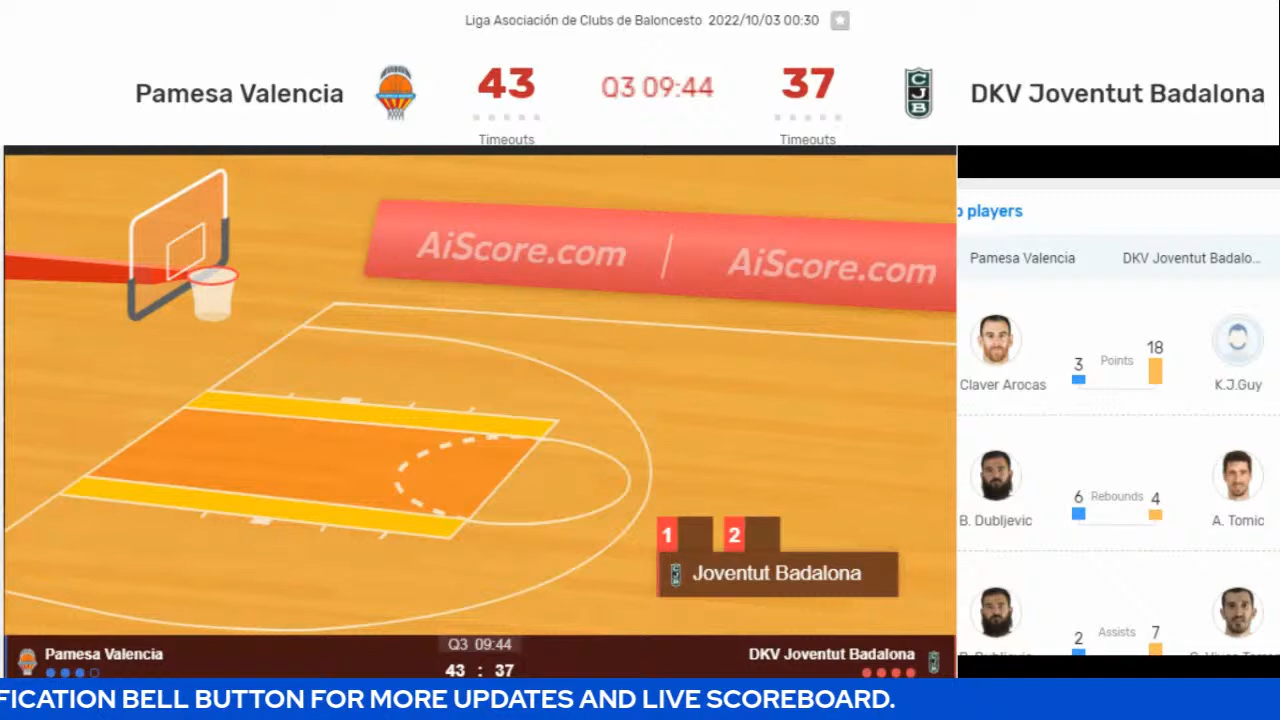 Liga Asociación de Clubs de Baloncesto 2022/10/03 00:30
Pamesa Valencia
43
Q3 09:44
37
CJB
DKV Joventut Badalona
Timeouts
Timeouts
AiScore.com
AiScore.com
players
Pamesa Valencia
DKV Joventut Badalo...
3
Points
18
Claver Arocas
K.J.Guy
6
Rebounds
4
B. Dubljevic
A. Tomic
2
Assists
7
1
2
Joventut Badalona
Pamesa Valencia
Q3 09:44
43 : 37
DKV Joventut Badalona
FICATION BELL BUTTON FOR MORE UPDATES AND LIVE SCOREBOARD.